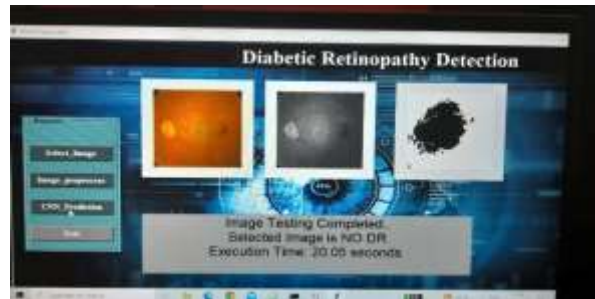 Diabetic Retinopathy Detection
Select_Image
Image_preprocess
CNN_Prediction
Image Testing Completed.
Selected Image is NO DR
Execution Time: 20.05 seconds